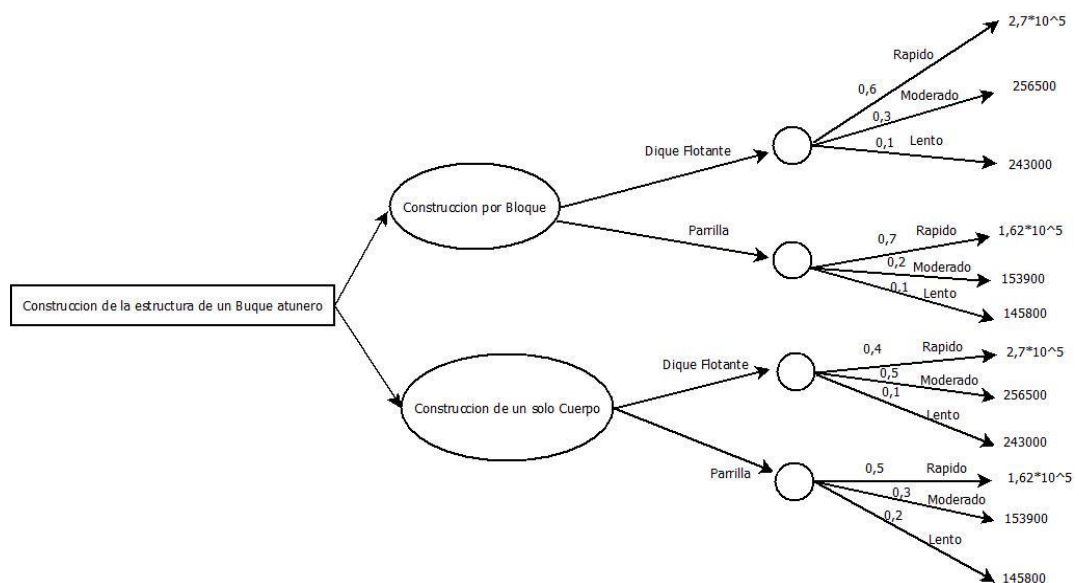 2,7*10^5
Rapido
256500
0,6
Moderado
0,3
0,1
Lento
Dique Flotante
243000
Construccion por Bloque
Parrilla
Rapido
1,62*10^5
0,7
0,2
Moderado
153900
0,1
Lento
145800
Construccion de la estructura de un Buque atunero
0,4
Rapido
2,7*10^5
Dique Flotante
0,5
Moderado
256500
0,1
Construccion de un solo Cuerpo
Lento
243000
Parrilla
0,5
Rapido
1,62*10^5
0,3
Moderado
0,2
153900
Lento
145800